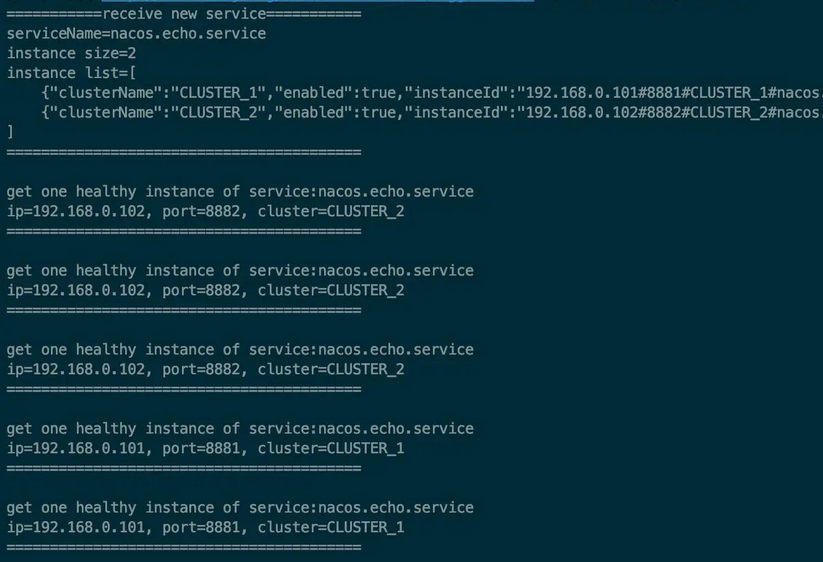 ===========receive new service===========
serviceName=nacos.echo.service
instance size=2
instance list=[
    {"clusterName":"CLUSTER_1","enabled":true,"instanceId":"192.168.0.101#8881#CLUSTER_1#nacos.
    {"clusterName":"CLUSTER_2","enabled":true,"instanceId":"192.168.0.102#8882#CLUSTER_2#nacos.
]
=========================================
get one healthy instance of service:nacos.echo.service
ip=192.168.0.102, port=8882, cluster=CLUSTER_2
=========================================
get one healthy instance of service:nacos.echo.service
ip=192.168.0.102, port=8882, cluster=CLUSTER_2
=========================================
get one healthy instance of service:nacos.echo.service
ip=192.168.0.102, port=8882, cluster=CLUSTER_2
=========================================
get one healthy instance of service:nacos.echo.service
ip=192.168.0.101, port=8881, cluster=CLUSTER_1
=========================================
get one healthy instance of service:nacos.echo.service
ip=192.168.0.101, port=8881, cluster=CLUSTER_1
=========================================